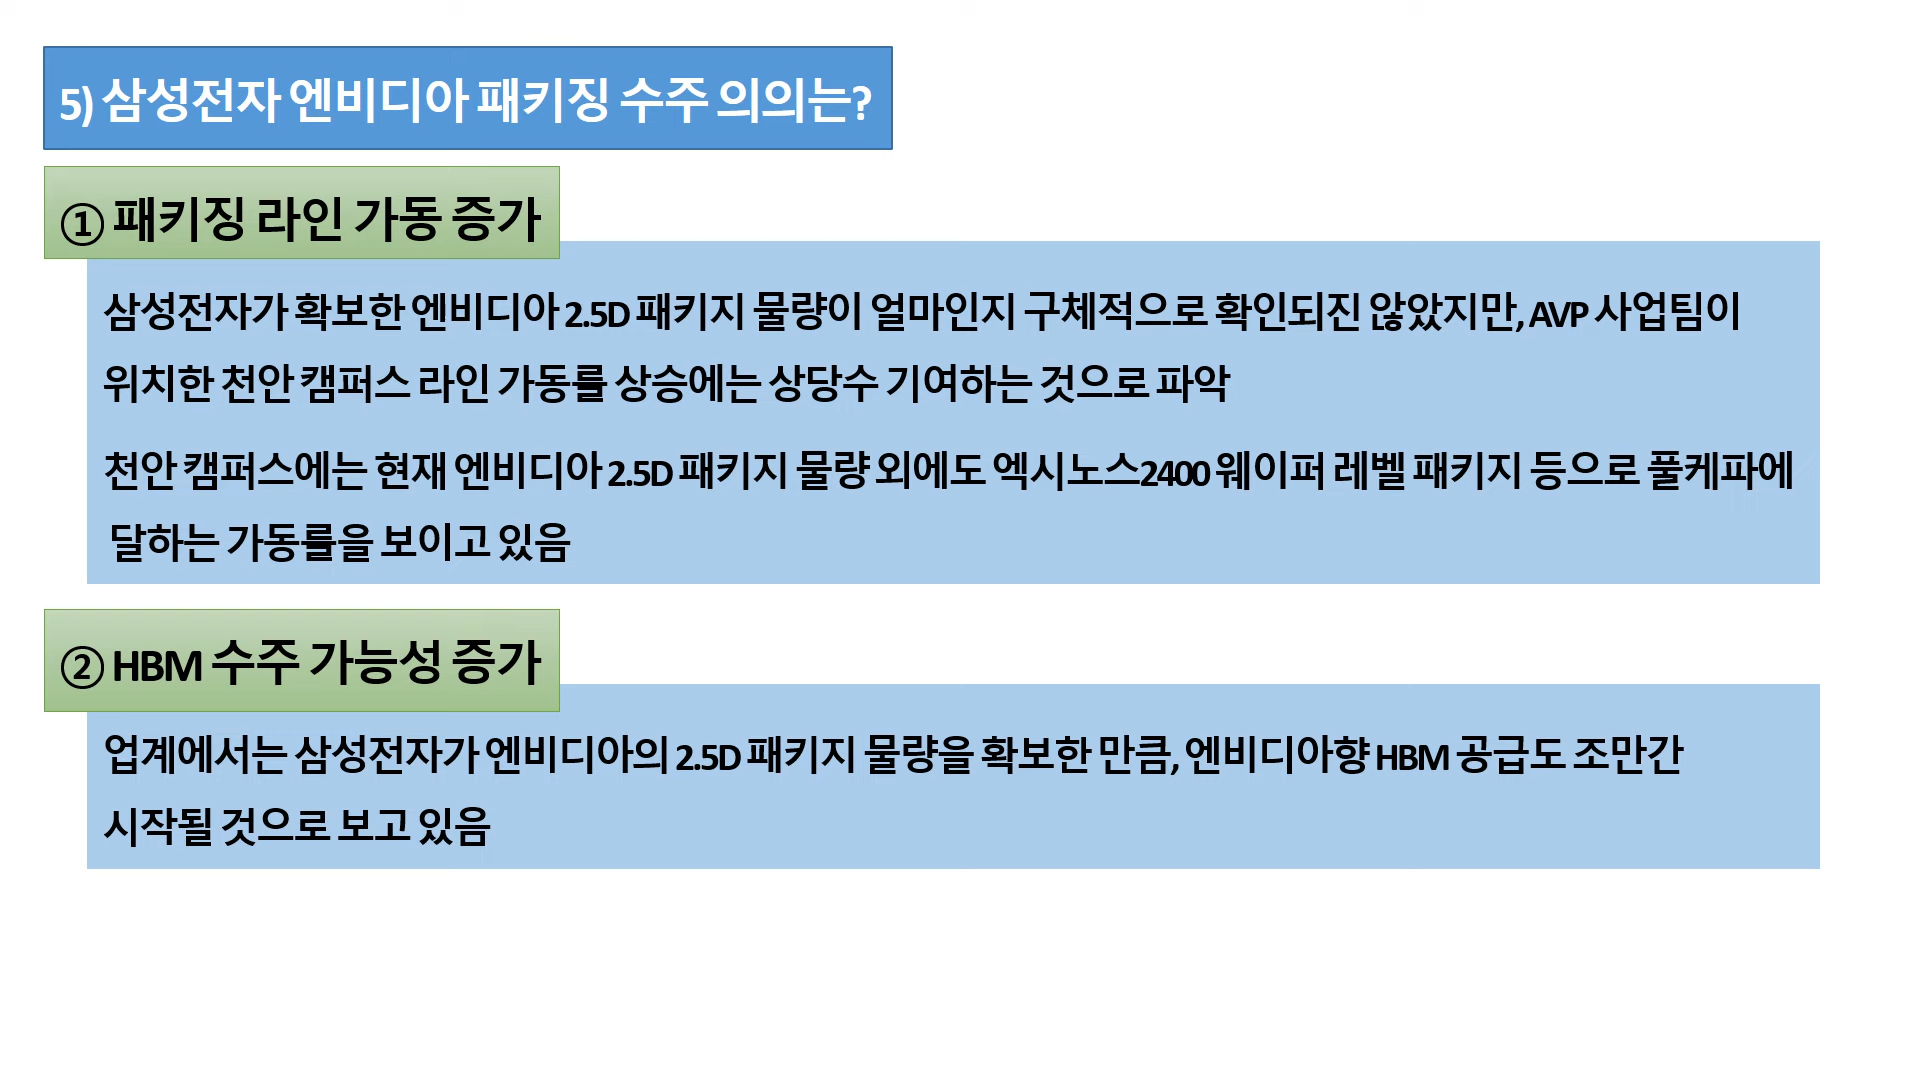 5) 삼성전자 엔비디아 패키징 수주 의의는?
① 패키징 라인 가동 증가
삼성전자가 확보한 엔비디아 2.5D 패키지 물량이 얼마인지 구체적으로 확인되진 않았지만, AVP 사업팀이
위치한 천안 캠퍼스 라인 가동률 상승에는 상당수 기여하는 것으로 파악
천안 캠퍼스에는 현재 엔비디아 2.5D 패키지 물량 외에도 엑시노스2400 웨이퍼 레벨 패키지 등으로 풀케파에
달하는 가동률을 보이고 있음
② HBM 수주 가능성 증가
업계에서는 삼성전자가 엔비디아의 2.5D 패키지 물량을 확보한 만큼, 엔비디아향 HBM 공급도 조만간
시작될 것으로 보고 있음